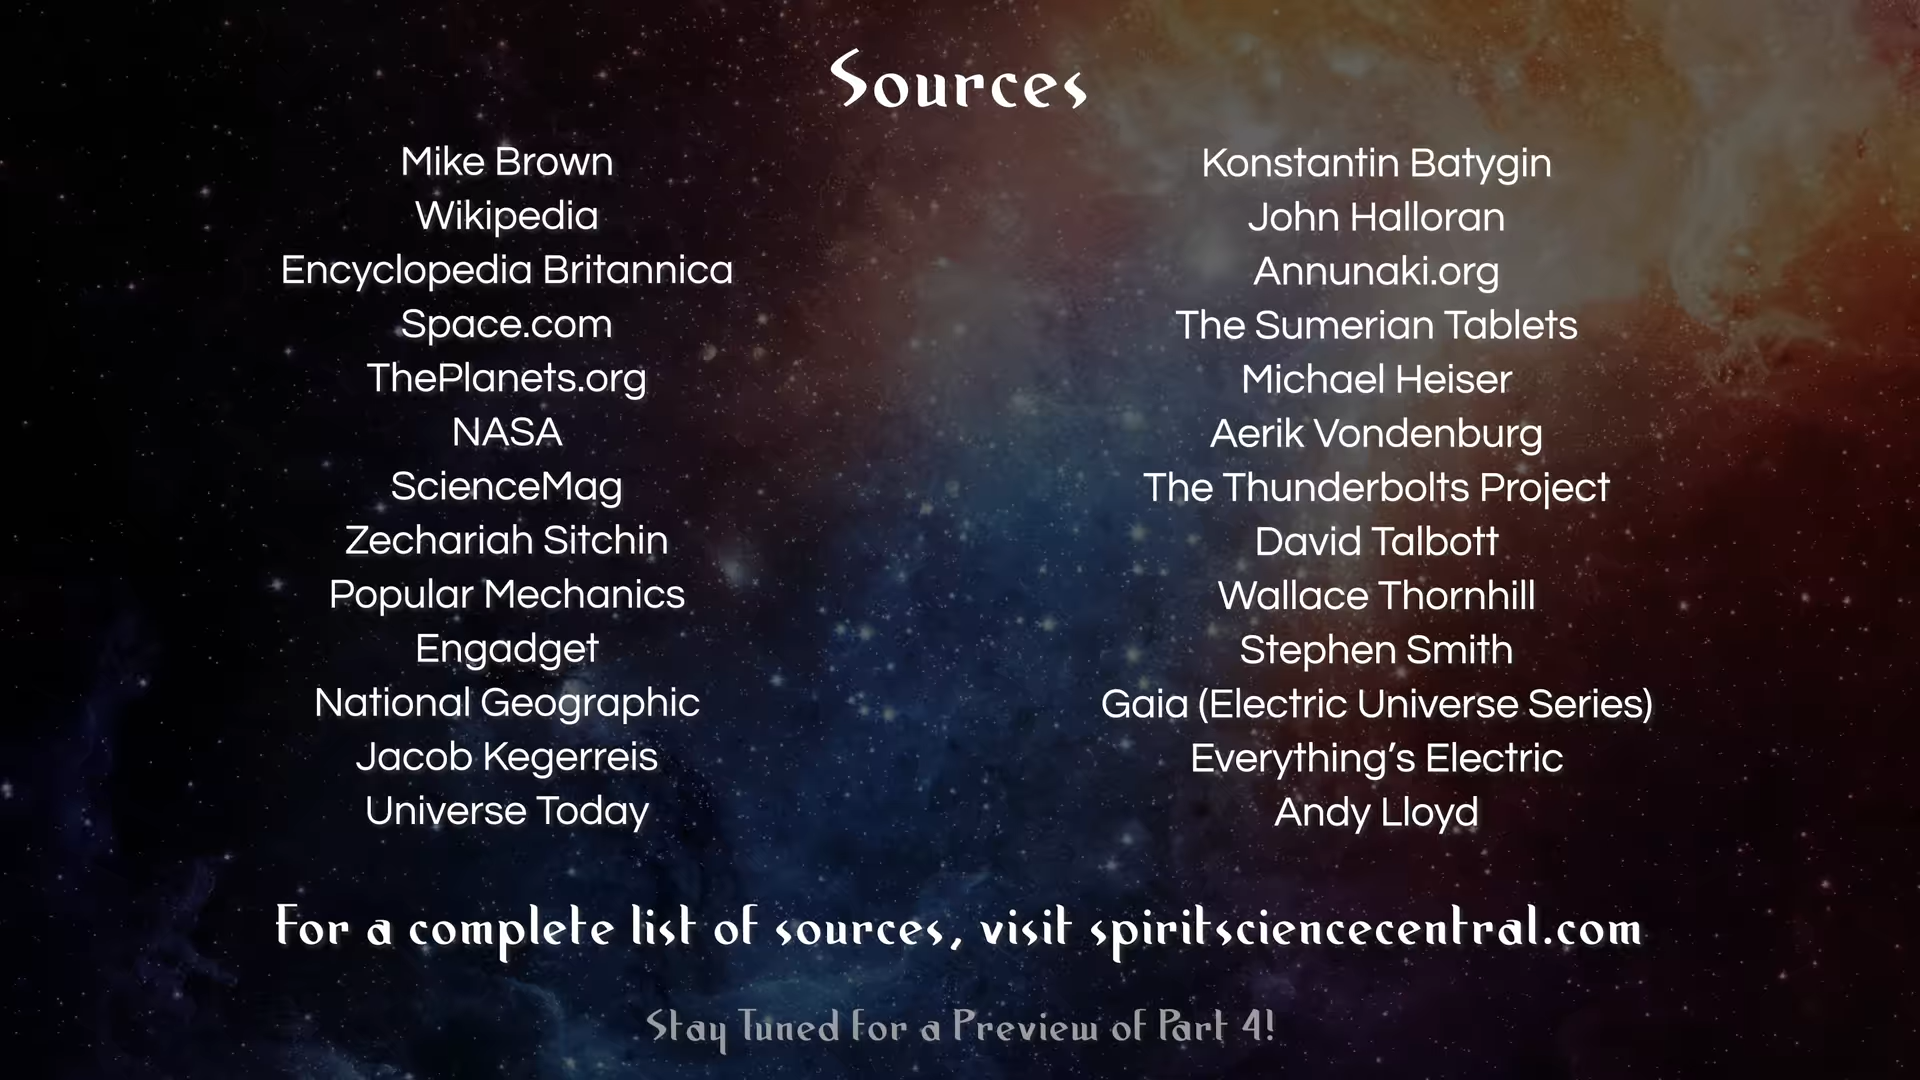 Sources
Mike Brown
Wikipedia
Encyclopedia Britannica
Space.com
ThePlanets.org
NASA
ScienceMag
Zechariah Sitchin
Popular Mechanics
Engadget
National Geographic
Jacob Kegerreis
Universe Today
Konstantin Batygin
John Halloran
Annunaki.org
The Sumerian Tablets
Michael Heiser
Aerik Vondenburg
The Thunderbolts Project
David Talbott
Wallace Thornhill
Stephen Smith
Gaia (Electric Universe Series)
Everything’s Electric
Andy Lloyd
For a complete list of sources, visit spiritsciencecentral.com
Stay Tuned for a Preview of Part 4!